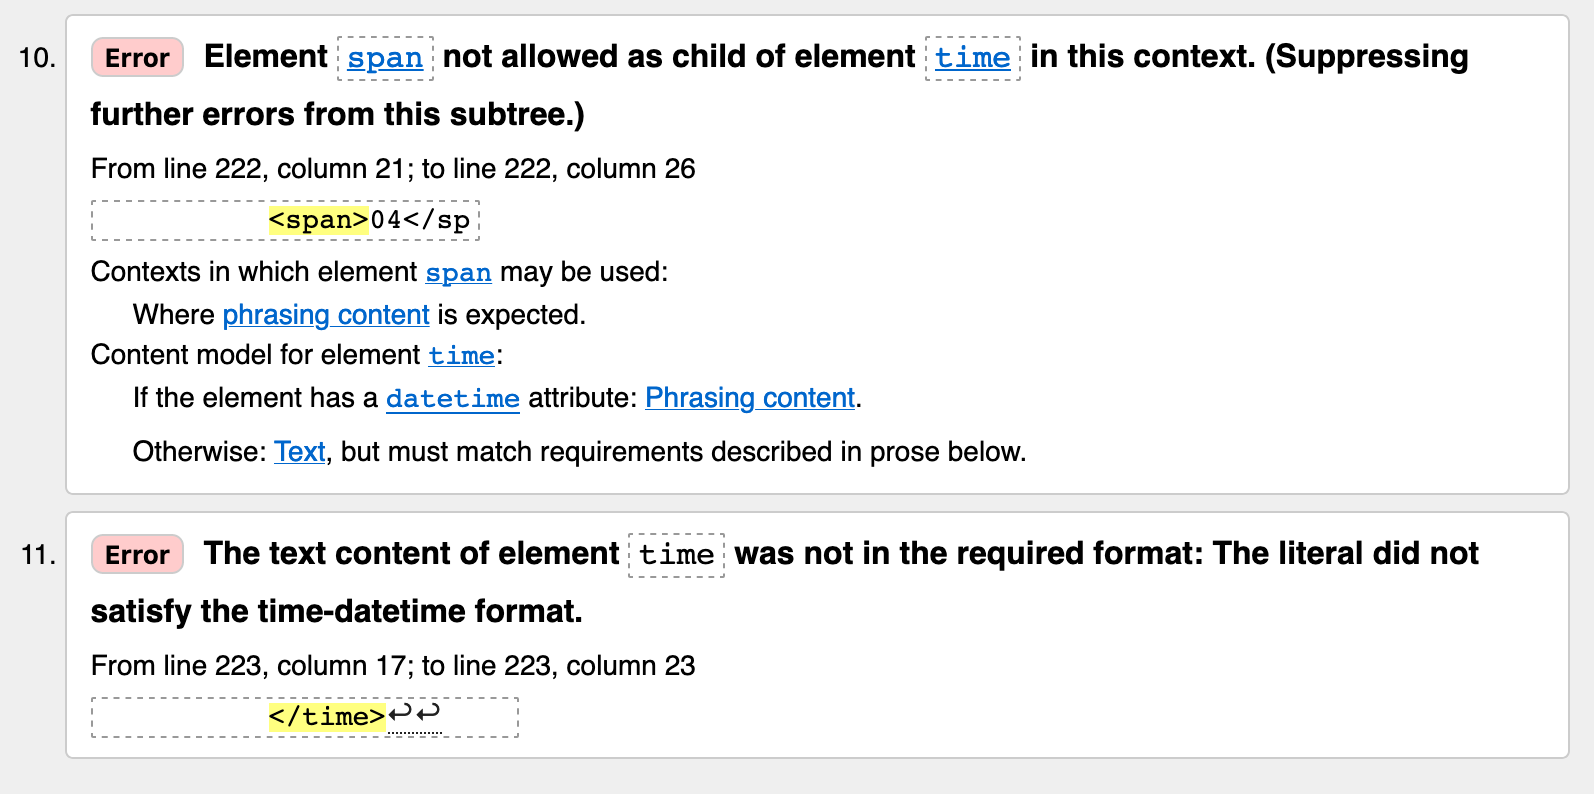 10. Error Element span not allowed as child of element time in this context. (Suppressing
further errors from this subtree.)
From line 222, column 21; to line 222, column 26
<span>04</sp
Contexts in which element span may be used:
Where phrasing content is expected.
Content model for element time:
If the element has a datetime attribute: Phrasing content.
Otherwise: Text, but must match requirements described in prose below.
11. Error The text content of element time was not in the required format: The literal did not
satisfy the time-datetime format.
From line 223, column 17; to line 223, column 23
</time>↩↩